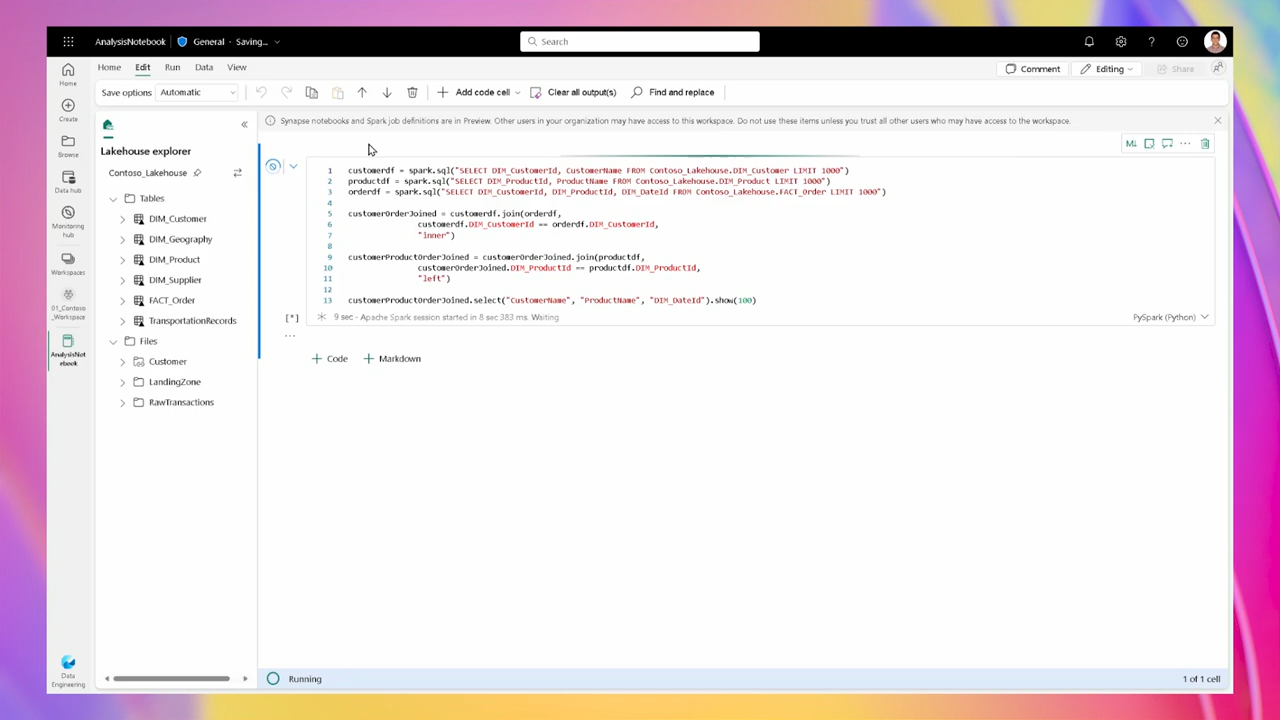 AnalysisNotebook General - Saving... Search
Home Edit Run Data View Comment Editing Share
Save options Automatic Add code cell Clear all output(s) Find and replace
Home
Create
Browse
Data hub
Monitoring
hub
Workspaces
01_Contoso
_Workspace
AnalysisNot
ebook
Data
Engineering
Lakehouse explorer
Contoso_Lakehouse
Tables
DIM_Customer
DIM_Geography
DIM_Product
DIM_Supplier
FACT_Order
TransportationRecords
Files
Customer
LandingZone
RawTransactions
Synapse notebooks and Spark job definitions are in Preview. Other users in your organization may have access to this workspace. Do not use these items unless you trust all other users who may have access to the workspace.
M↓ ...
1 customerdf = spark.sql("SELECT DIM_CustomerId, CustomerName FROM Contoso_Lakehouse.DIM_Customer LIMIT 1000")
2 productdf = spark.sql("SELECT DIM_ProductId, ProductName FROM Contoso_Lakehouse.DIM_Product LIMIT 1000")
3 orderdf = spark.sql("SELECT DIM_CustomerId, DIM_ProductId, DIM_DateId FROM Contoso_Lakehouse.FACT_Order LIMIT 1000")
4
5 customerOrderJoined = customerdf.join(orderdf,
6 customerdf.DIM_CustomerId == orderdf.DIM_CustomerId,
7 "inner")
8
9 customerProductOrderJoined = customerOrderJoined.join(productdf,
10 customerOrderJoined.DIM_ProductId == productdf.DIM_ProductId,
11 "left")
12
13 customerProductOrderJoined.select("CustomerName", "ProductName", "DIM_DateId").show(100)
[*] 9 sec - Apache Spark session started in 8 sec 383 ms. Waiting PySpark (Python)
...
+ Code + Markdown
Running 1 of 1 cell